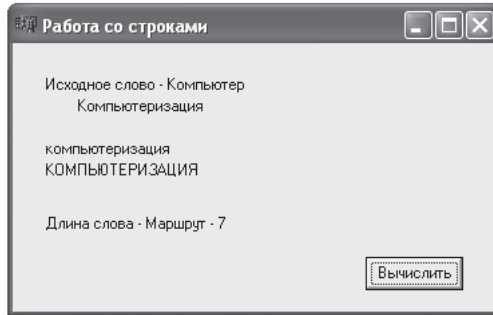 Работа со строками
Исходное слово - Компьютер
Компьютеризация
компьютеризация
КОМПЬЮТЕРИЗАЦИЯ
Длина слова - Маршрут - 7
Вычислить